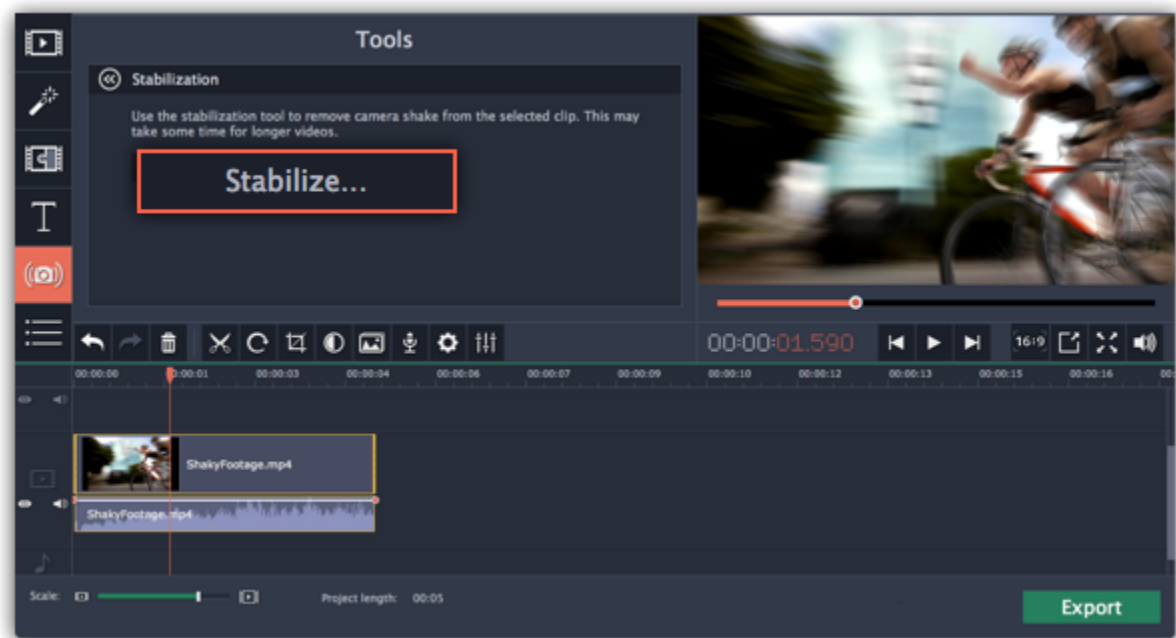 Tools
Stabilization
Use the stabilization tool to remove camera shake from the selected clip. This may
take some time for longer videos.
Stabilize...
T
00:00:01.590
16:9
00:00:00 00:00:01 00:00:03 00:00:04 00:00:06 00:00:07 00:00:09 00:00:10 00:00:12 00:00:13 00:00:15 00:00:16 00:
ShakyFootage.mp4
ShakyFootage.mp4
Scale:
Project length: 00:05
Export